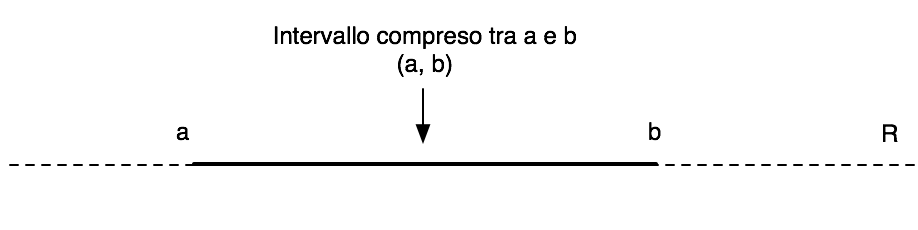 Intervallo compreso tra a e b
(a, b)
a b R